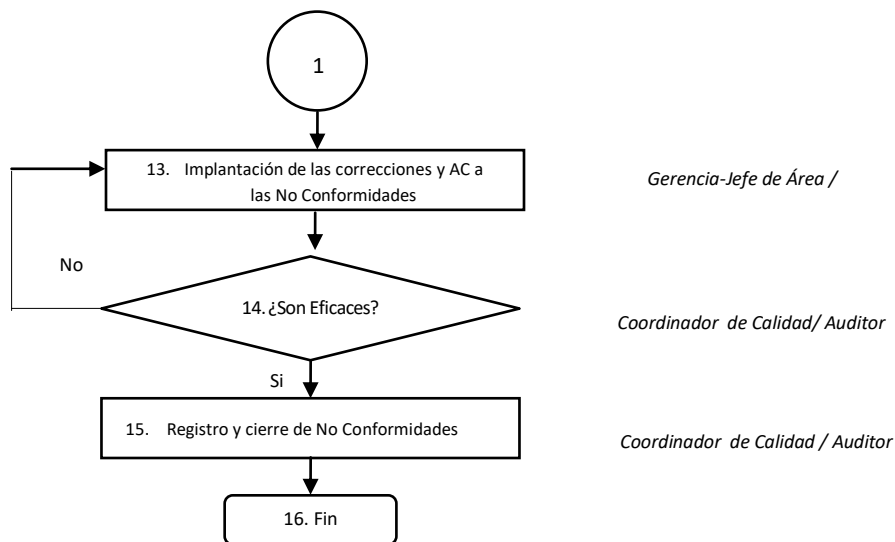 1
13. Implantación de las correcciones y AC a
las No Conformidades
Gerencia-Jefe de Área /
No
14. ¿Son Eficaces?
Coordinador de Calidad/ Auditor
Si
15. Registro y cierre de No Conformidades
Coordinador de Calidad / Auditor
16. Fin